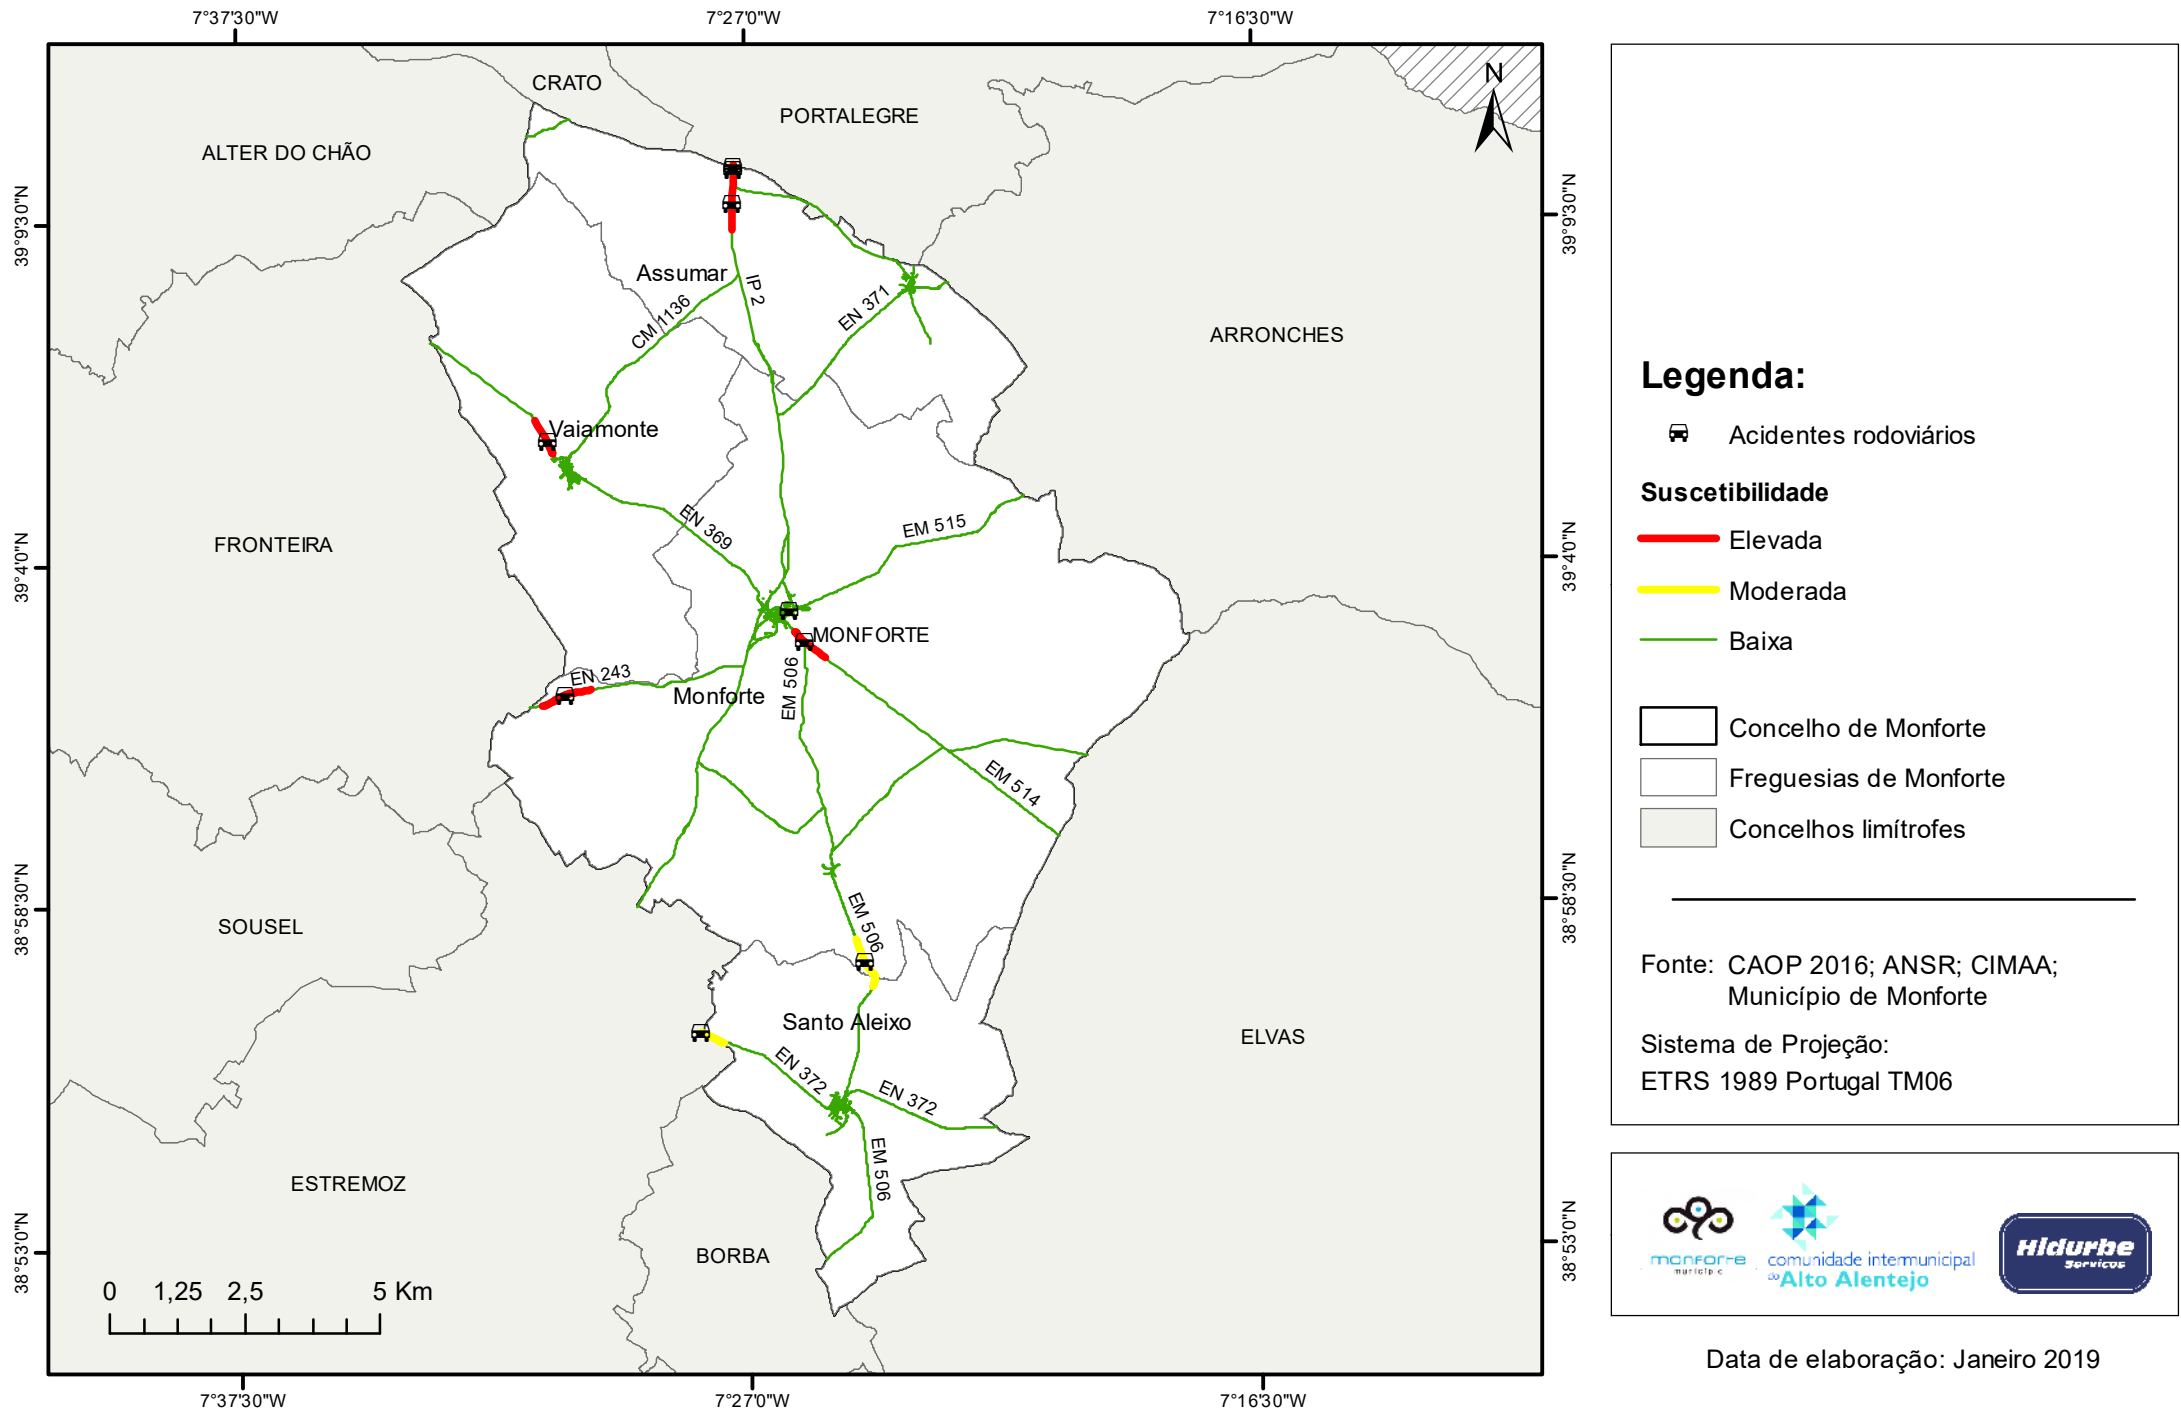 7°37'30"W
7°27'0"W
7°16'30"W
N
CRATO
PORTALEGRE
ALTER DO CHÃO
39°9'30"N
39°9'30"N
Assumar
IP 2
CM 1136
EN 371
ARRONCHES
Vaiamonte
EN 369
EM 515
FRONTEIRA
39°4'0"N
39°4'0"N
MONFORTE
EN 243
EM 506
Monforte
EM 514
38°58'30"N
38°58'30"N
SOUSEL
EM 506
Santo Aleixo
ELVAS
EN 372
EN 372
EM 506
ESTREMOZ
BORBA
38°53'0"N
38°53'0"N
0 1,25 2,5 5 Km
7°37'30"W
7°27'0"W
7°16'30"W
Legenda:
Acidentes rodoviários
Suscetibilidade
Elevada
Moderada
Baixa
Concelho de Monforte
Freguesias de Monforte
Concelhos limítrofes
Fonte: CAOP 2016; ANSR; CIMAA;
Município de Monforte
Sistema de Projeção:
ETRS 1989 Portugal TM06
monforte
município
comunidade intermunicipal
do Alto Alentejo
Hidurbe
Serviços
Data de elaboração: Janeiro 2019